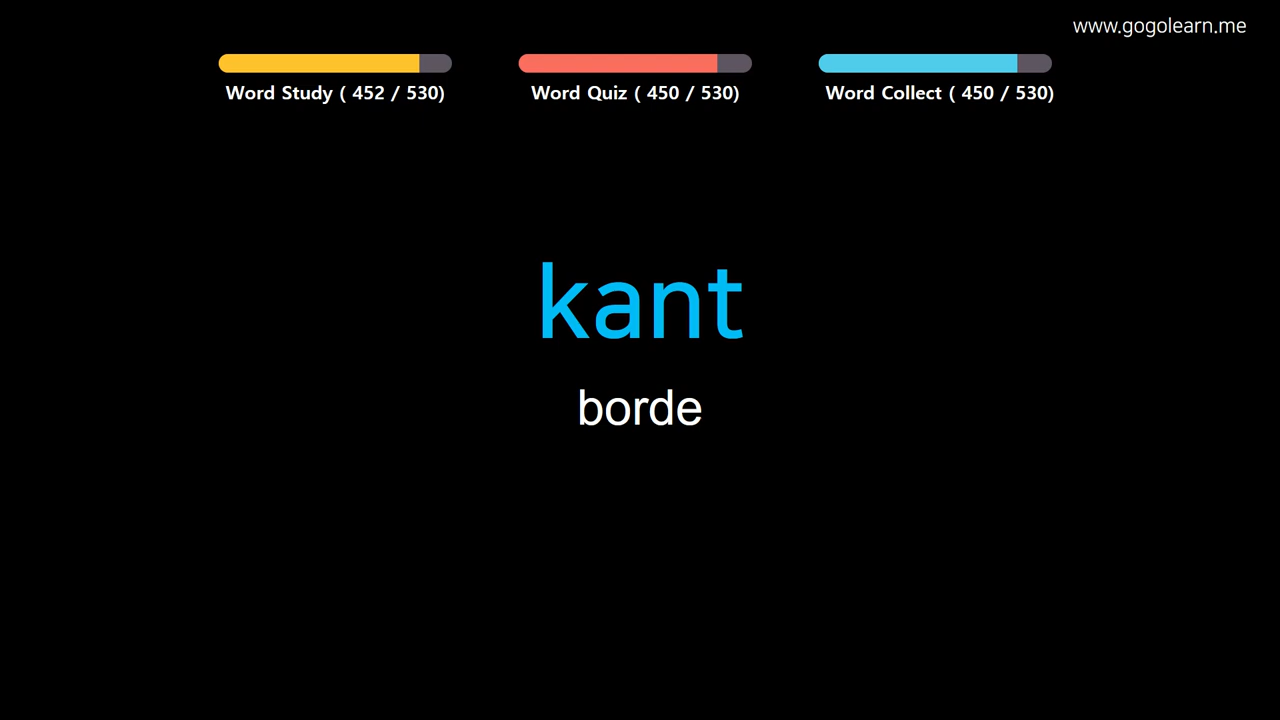 www.gogolearn.me
Word Study ( 452 / 530)
Word Quiz ( 450 / 530)
Word Collect ( 450 / 530)
kant
borde